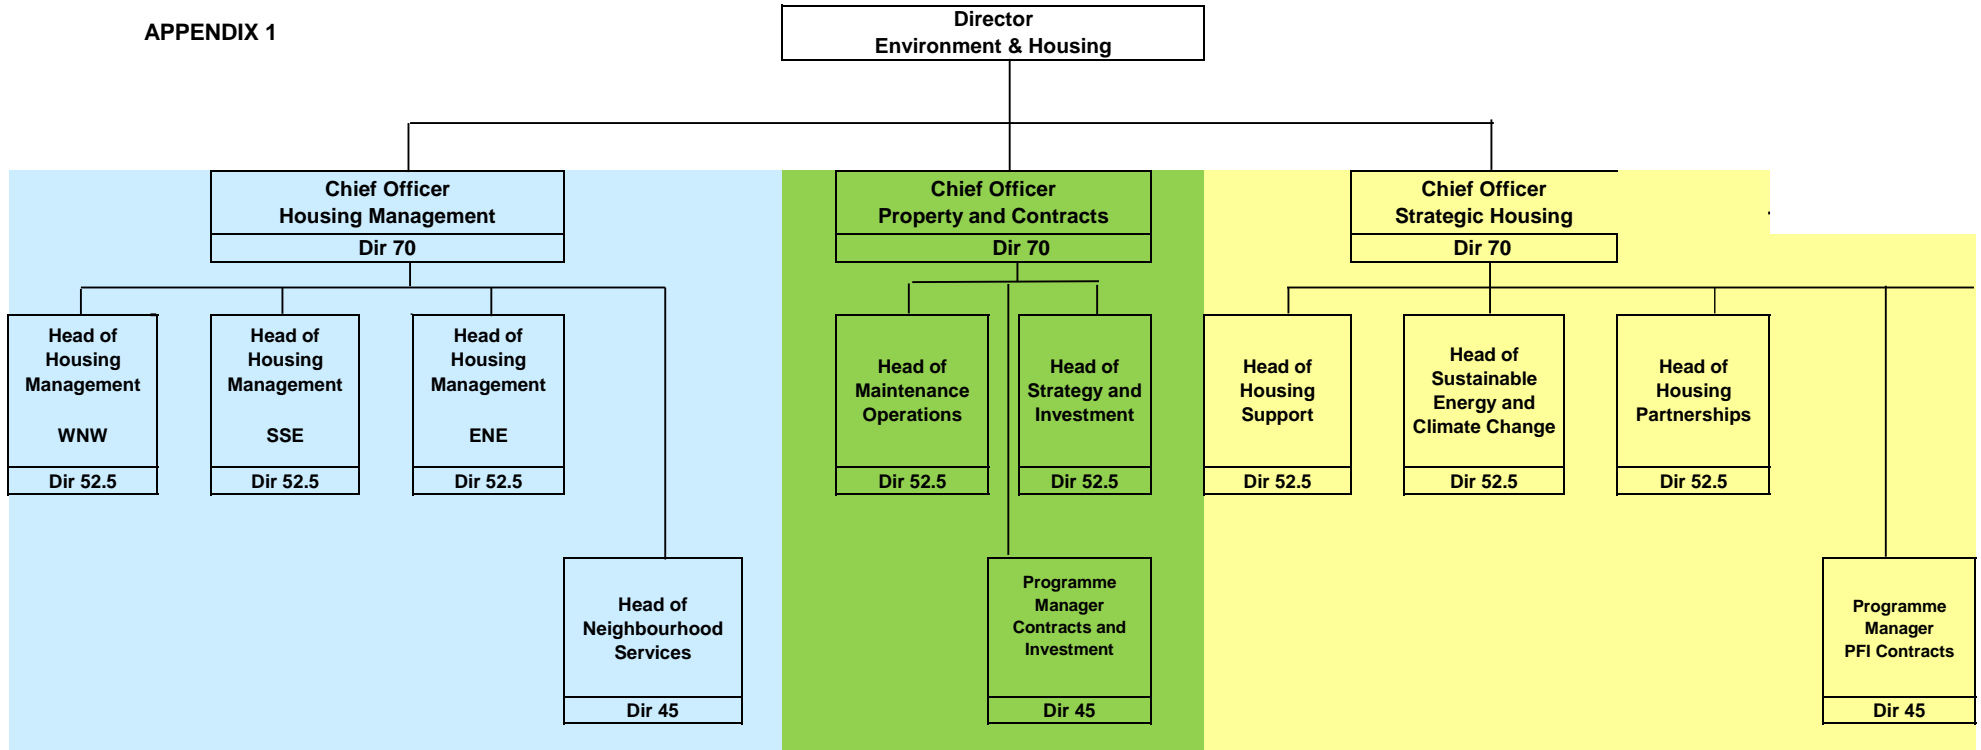 APPENDIX 1
Director
Environment & Housing
Chief Officer
Housing Management
Dir 70
Chief Officer
Property and Contracts
Dir 70
Chief Officer
Strategic Housing
Dir 70
Head of
Housing
Management
WNW
Dir 52.5
Head of
Housing
Management
SSE
Dir 52.5
Head of
Housing
Management
ENE
Dir 52.5
Head of
Maintenance
Operations
Dir 52.5
Head of
Strategy and
Investment
Dir 52.5
Head of
Housing
Support
Dir 52.5
Head of
Sustainable
Energy and
Climate Change
Dir 52.5
Head of
Housing
Partnerships
Dir 52.5
Head of
Neighbourhood
Services
Dir 45
Programme
Manager
Contracts and
Investment
Dir 45
Programme
Manager
PFI Contracts
Dir 45